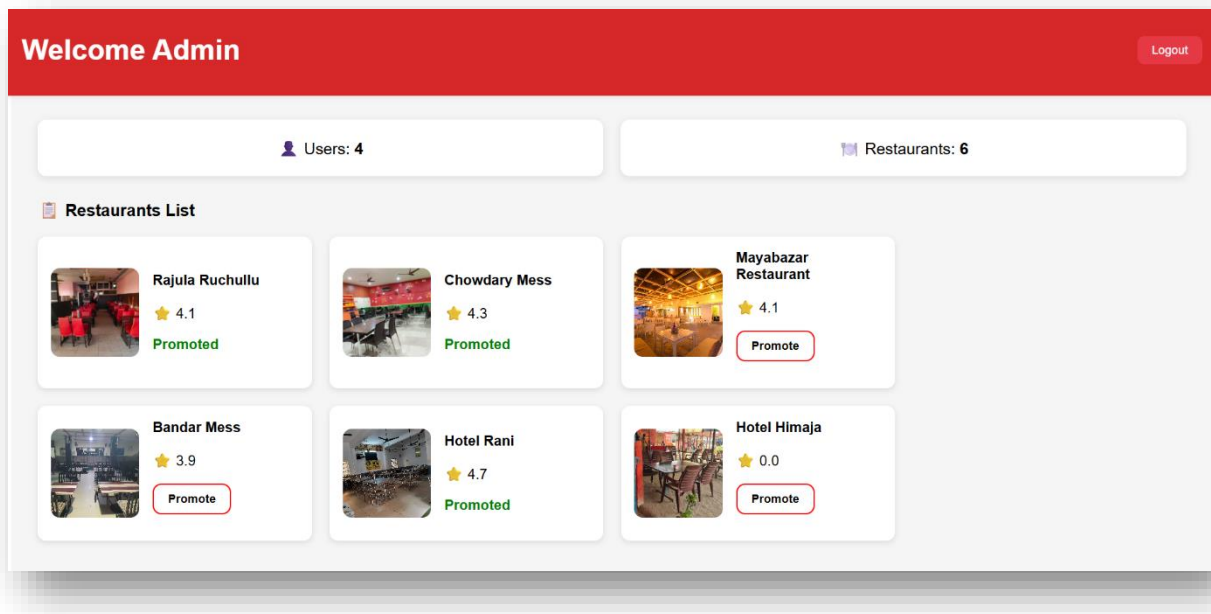 Welcome Admin
Logout
Users: 4
Restaurants: 6
Restaurants List
Rajula Ruchullu
4.1
Promoted
Chowdary Mess
4.3
Promoted
Mayabazar
Restaurant
4.1
Promote
Bandar Mess
3.9
Promote
Hotel Rani
4.7
Promoted
Hotel Himaja
0.0
Promote